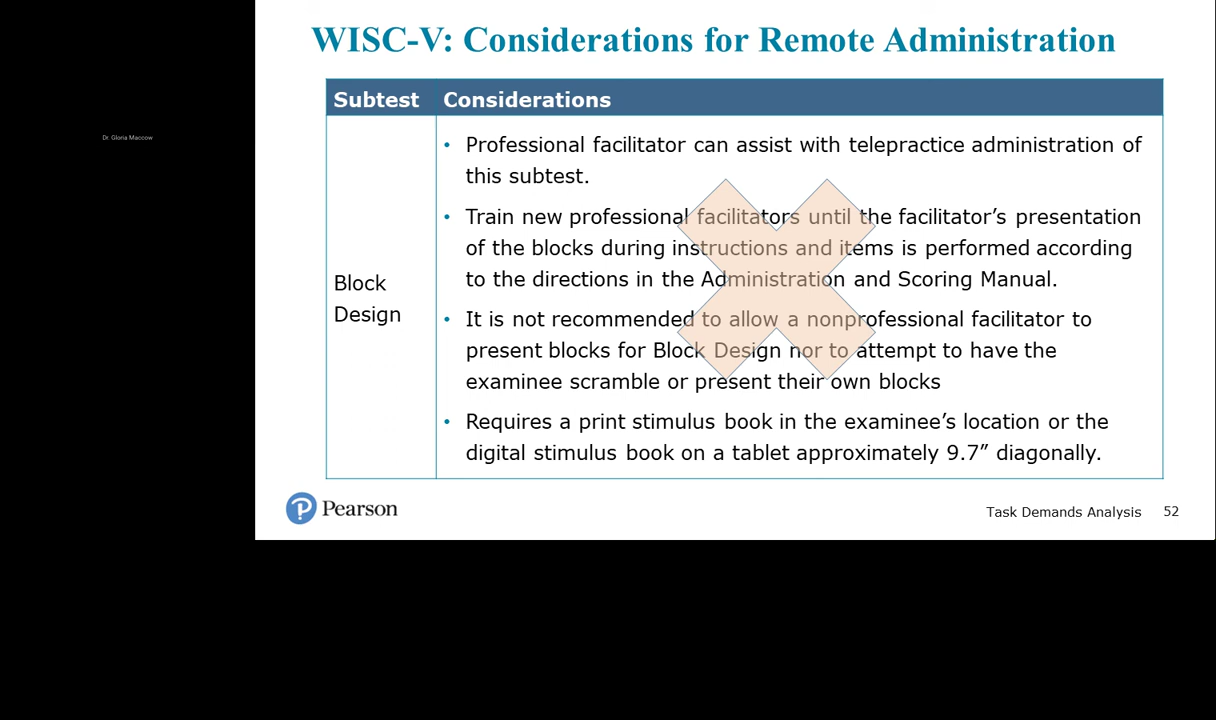 WISC-V: Considerations for Remote Administration
Subtest Considerations
Dr. Gloria Maccow
• Professional facilitator can assist with telepractice administration of
this subtest.
• Train new professional facilitators until the facilitator’s presentation
of the blocks during instructions and items is performed according
to the directions in the Administration and Scoring Manual.
Block
Design
• It is not recommended to allow a nonprofessional facilitator to
present blocks for Block Design nor to attempt to have the
examinee scramble or present their own blocks
• Requires a print stimulus book in the examinee’s location or the
digital stimulus book on a tablet approximately 9.7” diagonally.
Pearson
Task Demands Analysis 52